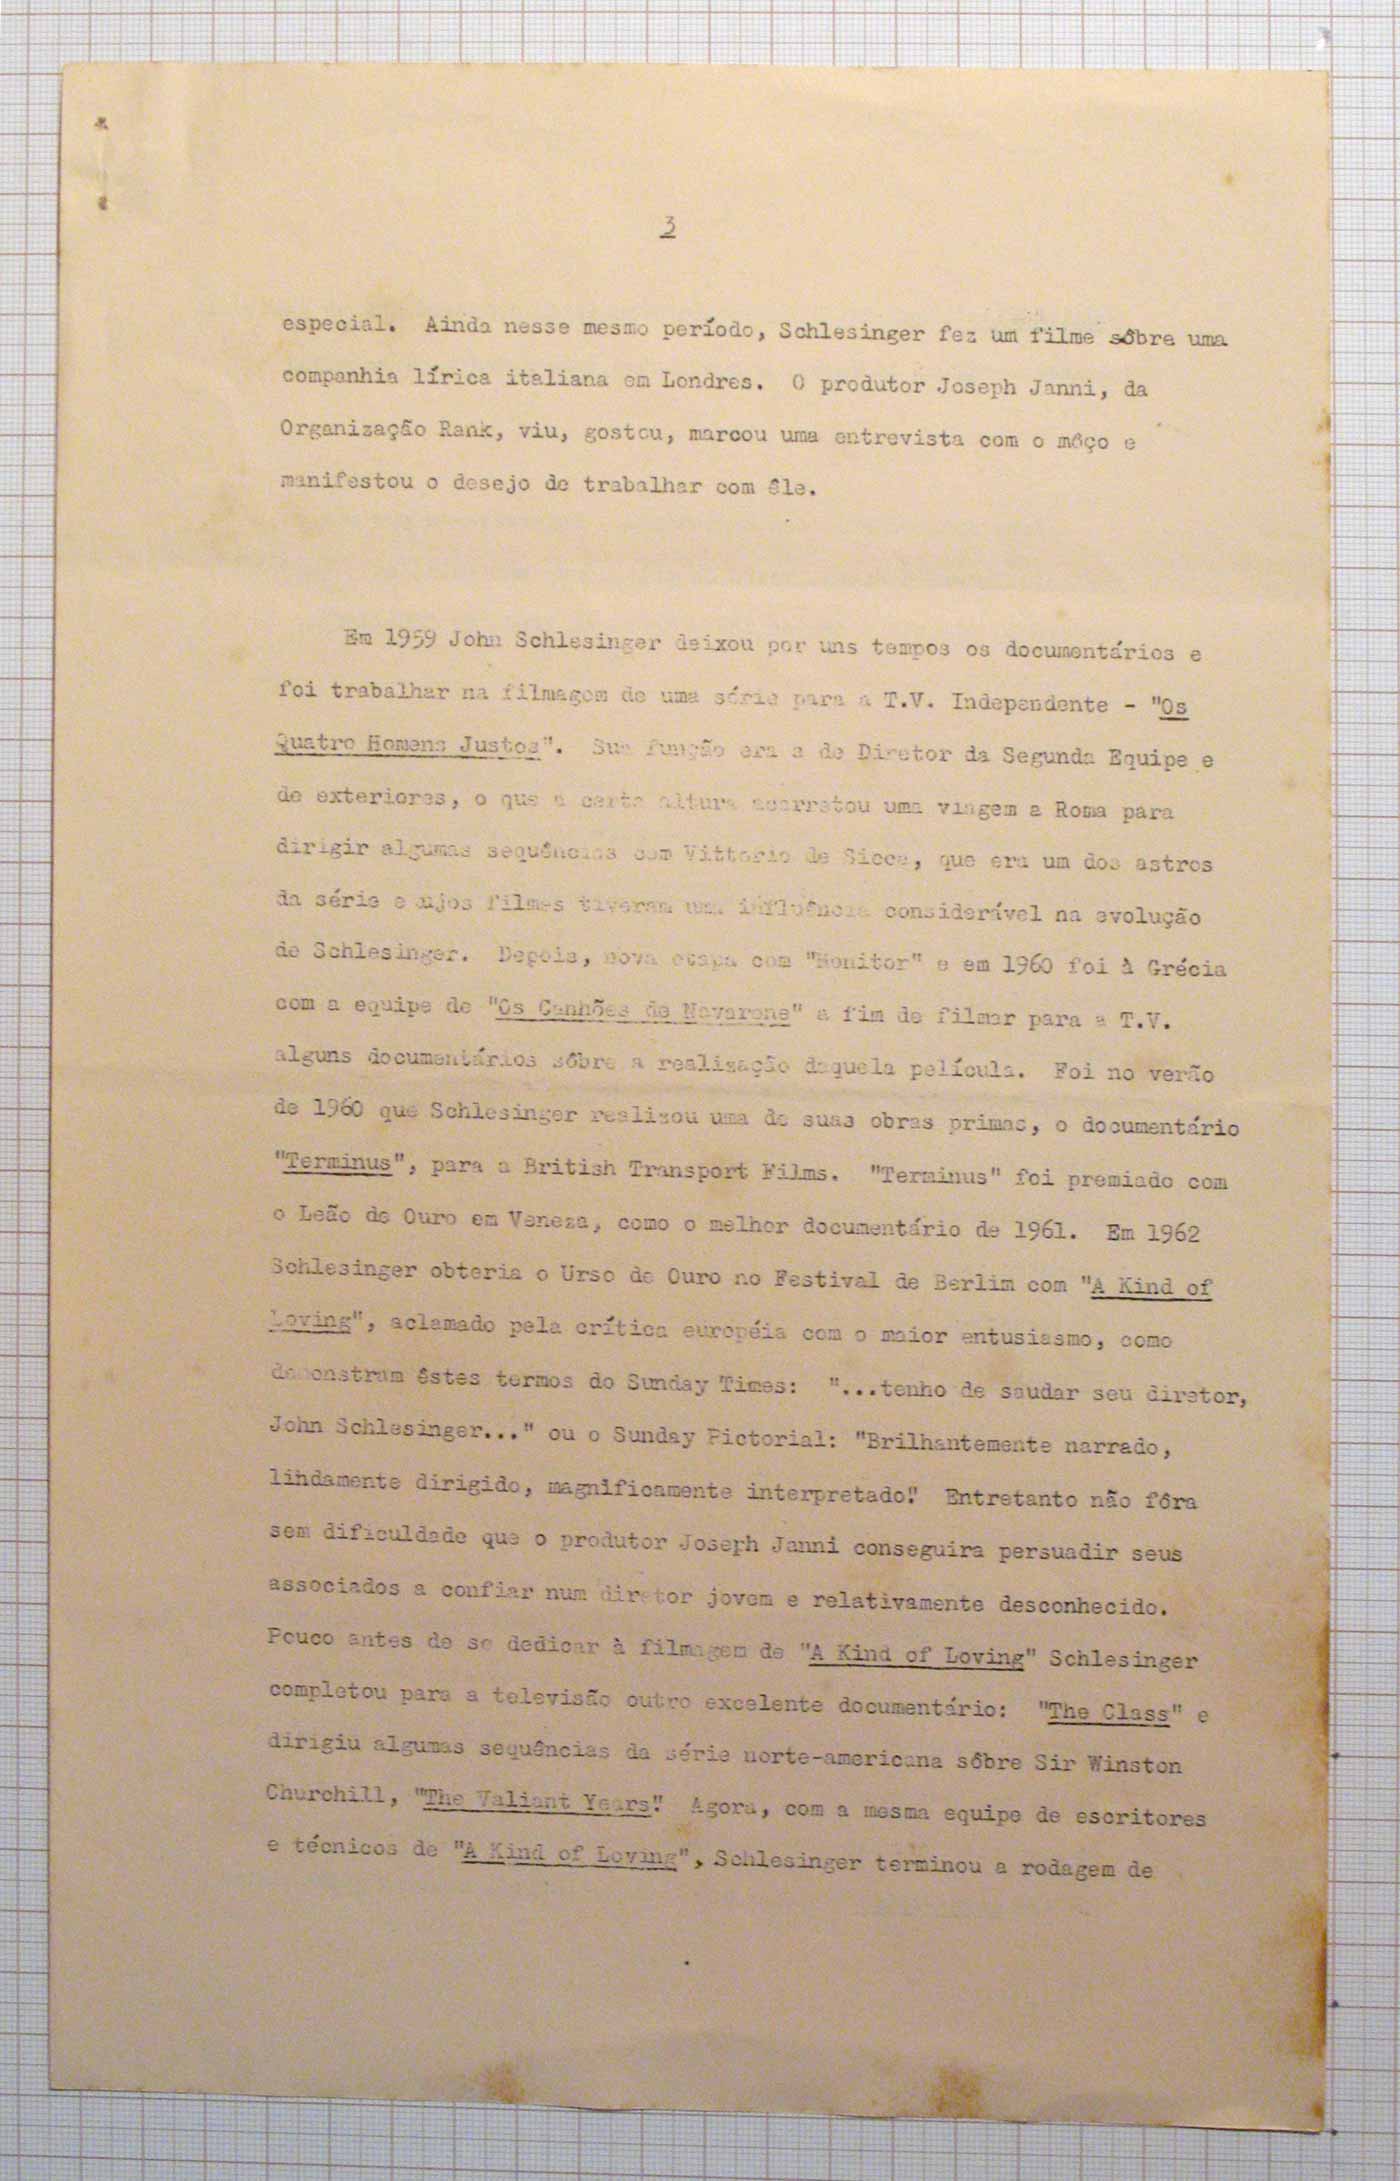 3
especial. Ainda nesse mesmo período, Schlesinger fez um filme sôbre uma
companhia lírica italiana em Londres. O produtor Joseph Janni, da
Organização Rank, viu, gostou, marcou uma entrevista com o môço e
manifestou o desejo de trabalhar com êle.
Em 1959 John Schlesinger deixou por uns tempos os documentários e
foi trabalhar na filmagem de uma série para a T.V. Independente - "Os
Quatro Homens Justos". Sua função era a de Diretor da Segunda Equipe e
de exteriores, o que a certa altura acarretou uma viagem a Roma para
dirigir algumas sequências com Vittorio de Sicca, que era um dos astros
da série e cujos filmes tiveram uma influência considerável na evolução
de Schlesinger. Depois, nova etapa com "Monitor" e em 1960 foi à Grécia
com a equipe de "Os Canhões de Navarone" a fim de filmar para a T.V.
alguns documentários sôbre a realização daquela película. Foi no verão
de 1960 que Schlesinger realizou uma de suas obras primas, o documentário
"Terminus", para a British Transport Films. "Terminus" foi premiado com
o Leão de Ouro em Veneza, como o melhor documentário de 1961. Em 1962
Schlesinger obteria o Urso de Ouro no Festival de Berlim com "A Kind of
Loving", aclamado pela crítica européia com o maior entusiasmo, como
demonstram êstes termos do Sunday Times: "...tenho de saudar seu diretor,
John Schlesinger..." ou o Sunday Pictorial: "Brilhantemente narrado,
lindamente dirigido, magnificamente interpretado." Entretanto não fôra
sem dificuldade que o produtor Joseph Janni conseguira persuadir seus
associados a confiar num diretor jovem e relativamente desconhecido.
Pouco antes de se dedicar à filmagem de "A Kind of Loving" Schlesinger
completou para a televisão outro excelente documentário: "The Class" e
dirigiu algumas sequências da série norte-americana sôbre Sir Winston
Churchill, "The Valiant Years." Agora, com a mesma equipe de escritores
e técnicos de "A Kind of Loving", Schlesinger terminou a rodagem de